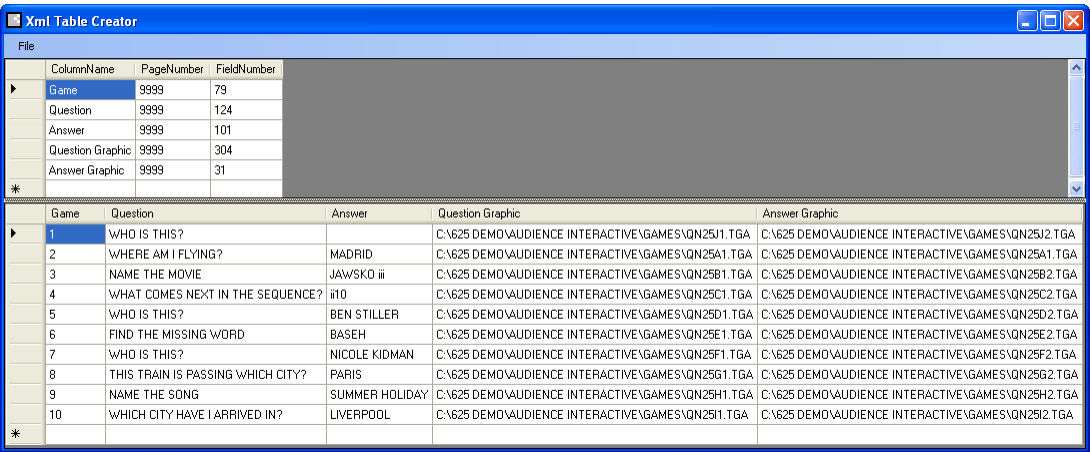 Xml Table Creator
File
ColumnName PageNumber FieldNumber
Game 9999 79
Question 9999 124
Answer 9999 101
Question Graphic 9999 304
Answer Graphic 9999 31
Game Question Answer Question Graphic Answer Graphic
1 WHO IS THIS? C:\625 DEMO\AUDIENCE INTERACTIVE\GAMES\QN25J1.TGA C:\625 DEMO\AUDIENCE INTERACTIVE\GAMES\QN25J2.TGA
2 WHERE AM I FLYING? MADRID C:\625 DEMO\AUDIENCE INTERACTIVE\GAMES\QN25A1.TGA C:\625 DEMO\AUDIENCE INTERACTIVE\GAMES\QN25A1.TGA
3 NAME THE MOVIE JAWSKO iii C:\625 DEMO\AUDIENCE INTERACTIVE\GAMES\QN25B1.TGA C:\625 DEMO\AUDIENCE INTERACTIVE\GAMES\QN25B2.TGA
4 WHAT COMES NEXT IN THE SEQUENCE? ii10 C:\625 DEMO\AUDIENCE INTERACTIVE\GAMES\QN25C1.TGA C:\625 DEMO\AUDIENCE INTERACTIVE\GAMES\QN25C2.TGA
5 WHO IS THIS? BEN STILLER C:\625 DEMO\AUDIENCE INTERACTIVE\GAMES\QN25D1.TGA C:\625 DEMO\AUDIENCE INTERACTIVE\GAMES\QN25D2.TGA
6 FIND THE MISSING WORD BASEH C:\625 DEMO\AUDIENCE INTERACTIVE\GAMES\QN25E1.TGA C:\625 DEMO\AUDIENCE INTERACTIVE\GAMES\QN25E2.TGA
7 WHO IS THIS? NICOLE KIDMAN C:\625 DEMO\AUDIENCE INTERACTIVE\GAMES\QN25F1.TGA C:\625 DEMO\AUDIENCE INTERACTIVE\GAMES\QN25F2.TGA
8 THIS TRAIN IS PASSING WHICH CITY? PARIS C:\625 DEMO\AUDIENCE INTERACTIVE\GAMES\QN25G1.TGA C:\625 DEMO\AUDIENCE INTERACTIVE\GAMES\QN25G2.TGA
9 NAME THE SONG SUMMER HOLIDAY C:\625 DEMO\AUDIENCE INTERACTIVE\GAMES\QN25H1.TGA C:\625 DEMO\AUDIENCE INTERACTIVE\GAMES\QN25H2.TGA
10 WHICH CITY HAVE I ARRIVED IN? LIVERPOOL C:\625 DEMO\AUDIENCE INTERACTIVE\GAMES\QN25I1.TGA C:\625 DEMO\AUDIENCE INTERACTIVE\GAMES\QN25I2.TGA